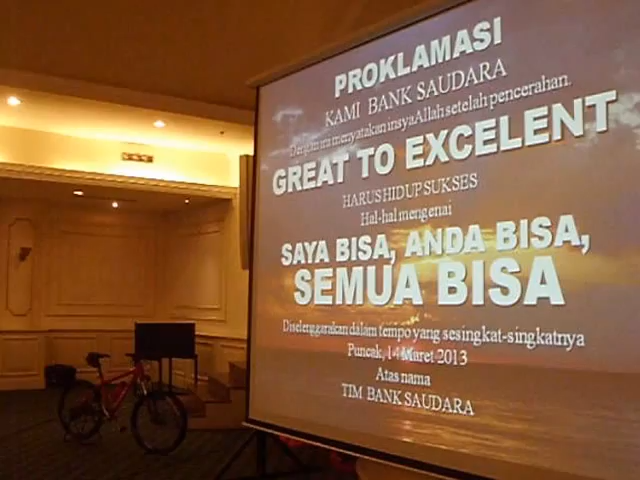 PROKLAMASI
KAMI BANK SAUDARA
Dengan ini menyatakan insyaAllah setelah pencerahan.
GREAT TO EXCELENT
HARUS HIDUP SUKSES
Hal-hal mengenai
SAYA BISA, ANDA BISA,
SEMUA BISA
Diselenggarakan dalam tempo yang sesingkat-singkatnya
Puncak, 14 Maret 2013
Atas nama
TIM BANK SAUDARA